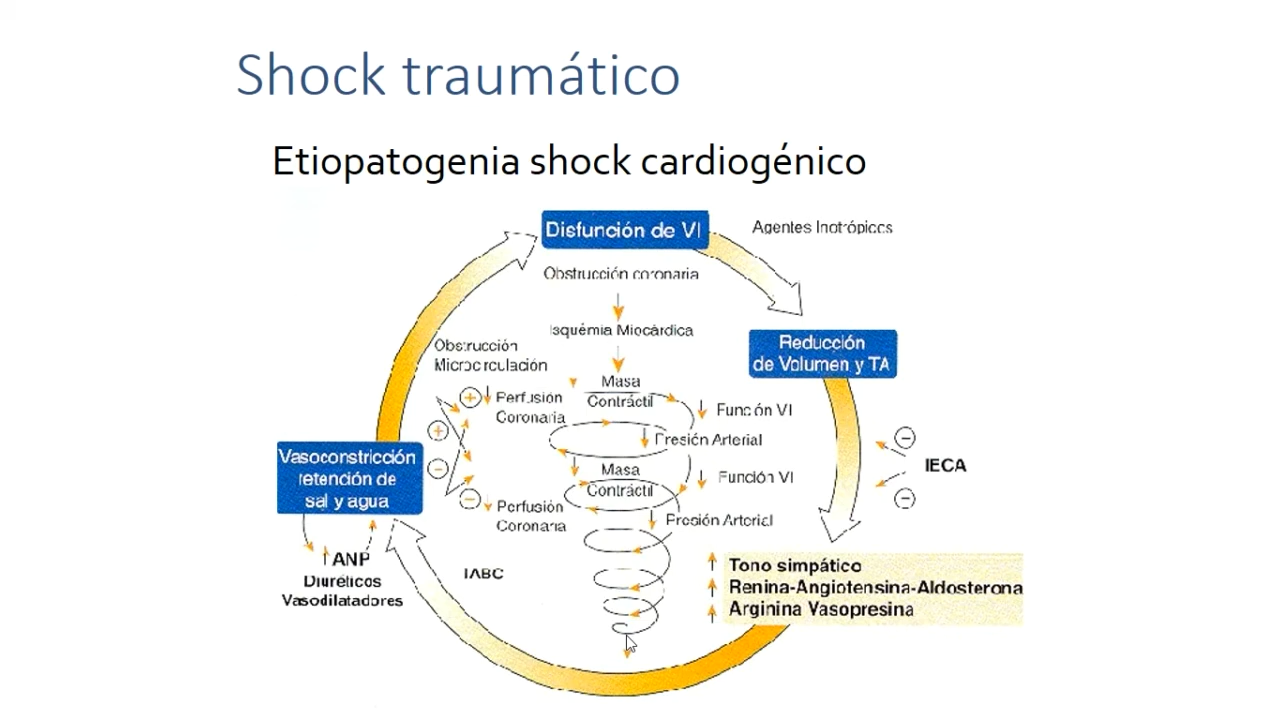 Shock traumático
Etiopatogenia shock cardiogénico
Disfunción de VI
Agentes Inotrópicos
Obstrucción coronaria
Isquémia Miocárdica
Reducción
de Volumen y TA
Obstrucción
Microcirculación
Masa
Contráctil
Perfusión
Coronaria
Función VI
Presión Arterial
Vasoconstricción
retención de
sal y agua
Masa
Contráctil
Función VI
IECA
Perfusión
Coronaria
Presión Arterial
ANP
Diuréticos
Vasodilatadores
IABC
Tono simpático
Renina-Angiotensina-Aldosterona
Arginina Vasopresina